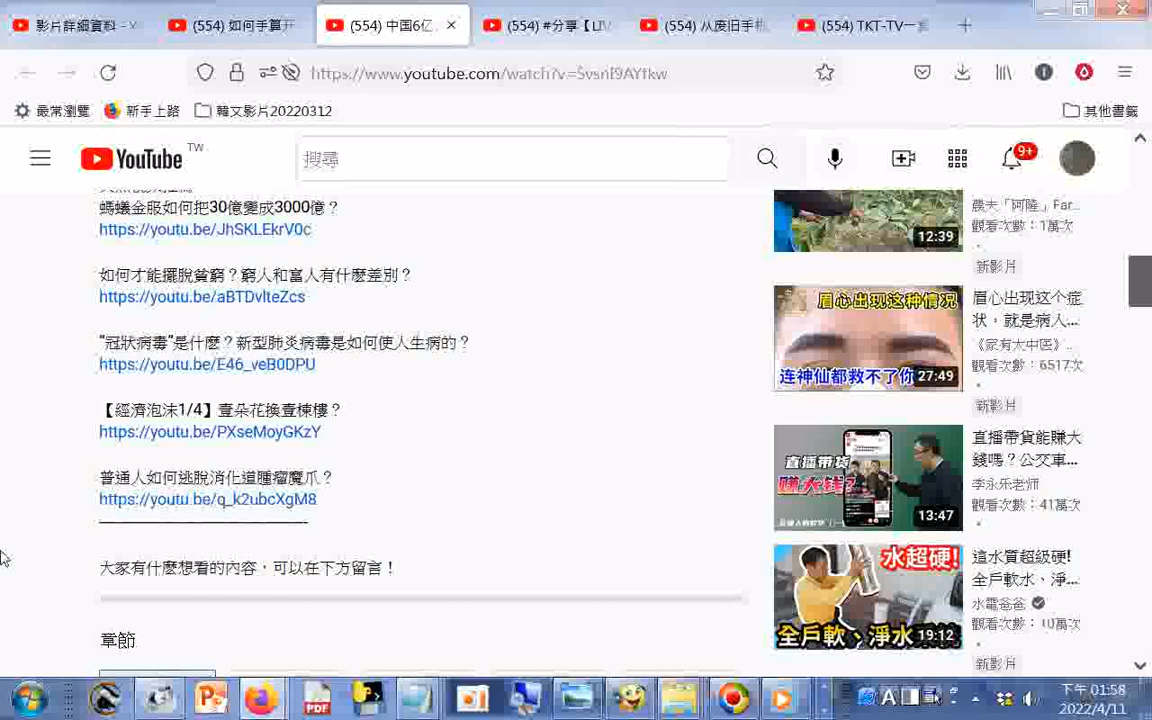 影片詳細資料 - Y
(554) 如何手算開
(554) 中国6亿
(554) #分享【LIV
(554) 从废旧手机
(554) TKT-TV一宣
https://www.youtube.com/watch?v=
最常瀏覽
新手上路
韓文影片20220312
其他書籤
YouTube TW
搜尋
9+
螞蟻金服如何把30億變成3000億？
https://youtu.be/JhSKLEkrV0c
如何才能擺脫貧窮？窮人和富人有什麼差別？
https://youtu.be/aBTDvlteZcs
“冠狀病毒”是什麼？新型肺炎病毒是如何使人生病的？
https://youtu.be/E46_veB0DPU
【經濟泡沫1/4】壹朵花換壹棟樓？
https://youtu.be/PXseMoyGKzY
普通人如何逃脫消化道腫瘤魔爪？
https://youtu.be/q_k2ubcXgM8
大家有什麼想看的內容，可以在下方留言！
章節
12:39
農夫「阿隆」Far...
觀看次數：1萬次
新影片
眉心出现这种情况
连神仙都救不了你
27:49
眉心出现这个症
状，就是病人...
《家有太中医》..
觀看次數：6517次
新影片
直播帶貨
賺大錢?
13:47
直播帶貨能賺大
錢嗎？公交車...
李永乐老师
觀看次數：41萬次
水超硬!
全戶軟、淨水系統
19:12
這水質超級硬!
全戶軟水、淨...
水電爸爸
觀看次數：10萬次
新影片
PDF
A
下午 01:58
2022/4/11